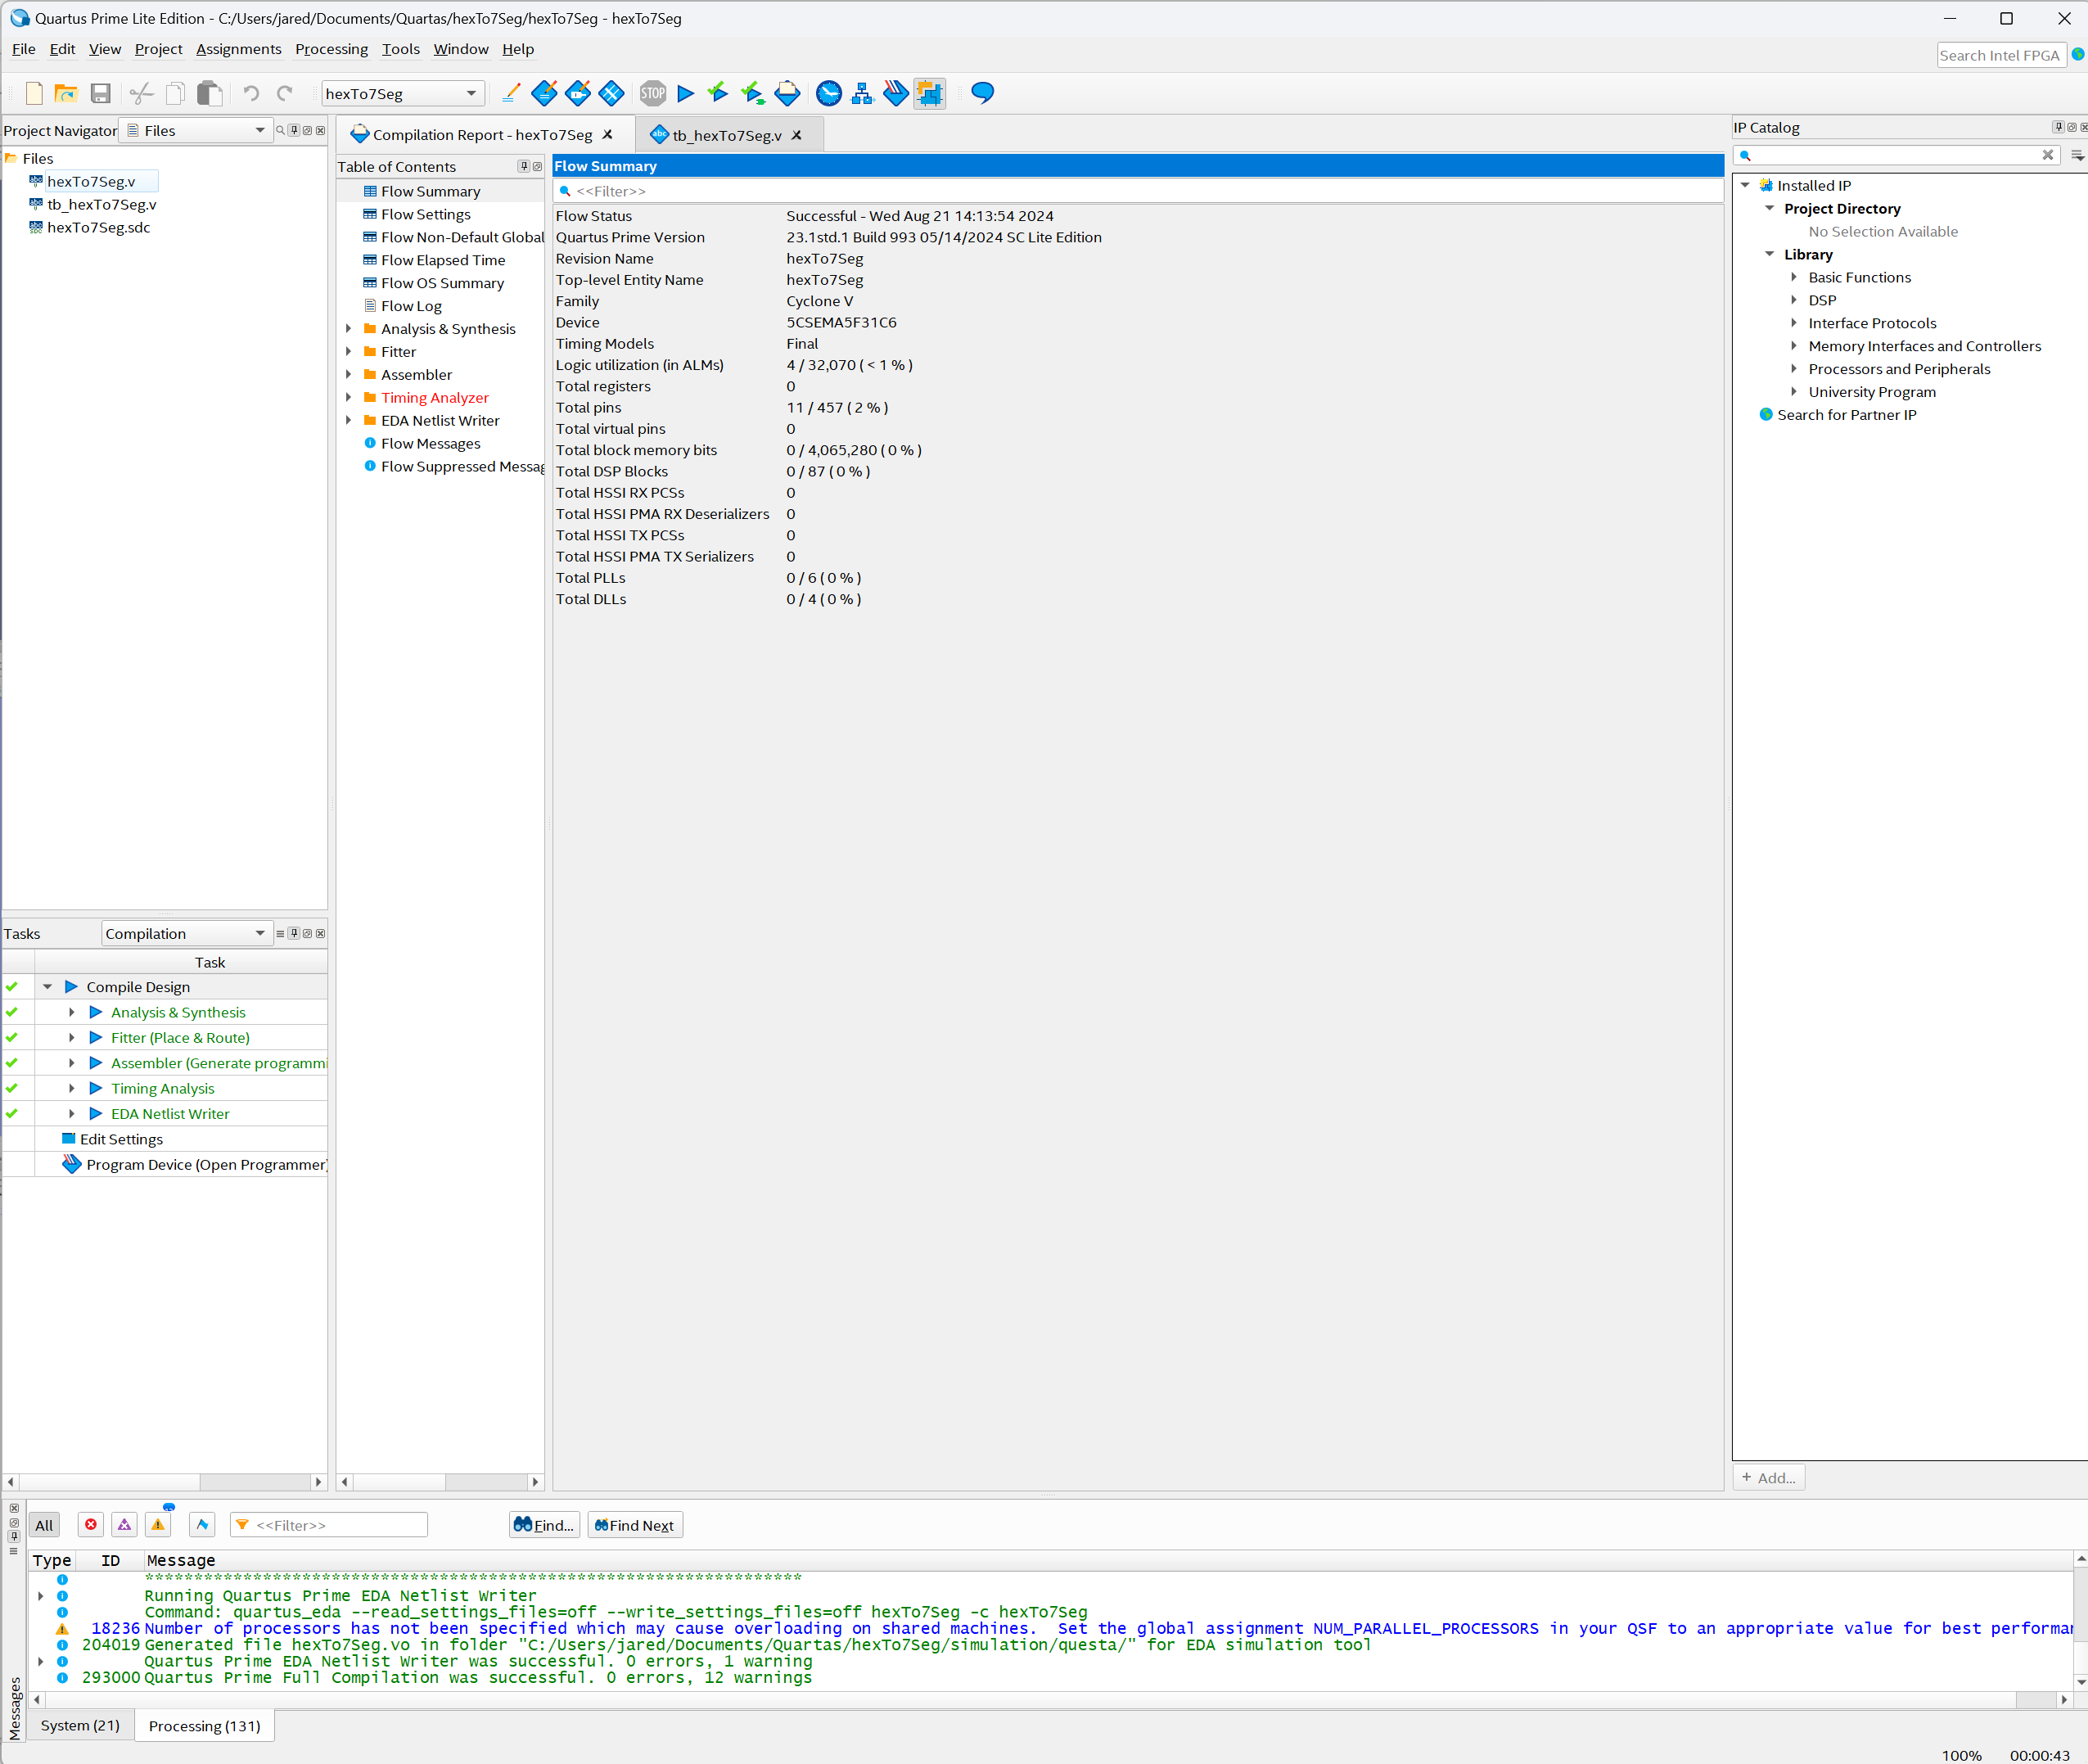 Quartus Prime Lite Edition - C:/Users/jared/Documents/Quartas/hexTo7Seg/hexTo7Seg - hexTo7Seg
File Edit View Project Assignments Processing Tools Window Help
Search Intel FPGA
hexTo7Seg
STOP
Project Navigator Files
Files
hexTo7Seg.v
tb_hexTo7Seg.v
hexTo7Seg.sdc
Tasks Compilation
Task
Compile Design
Analysis & Synthesis
Fitter (Place & Route)
Assembler (Generate programmi
Timing Analysis
EDA Netlist Writer
Edit Settings
Program Device (Open Programmer)
Compilation Report - hexTo7Seg
tb_hexTo7Seg.v
Table of Contents
Flow Summary
Flow Settings
Flow Non-Default Global
Flow Elapsed Time
Flow OS Summary
Flow Log
Analysis & Synthesis
Fitter
Assembler
Timing Analyzer
EDA Netlist Writer
Flow Messages
Flow Suppressed Messag
Flow Summary
<<Filter>>
Flow Status Successful - Wed Aug 21 14:13:54 2024
Quartus Prime Version 23.1std.1 Build 993 05/14/2024 SC Lite Edition
Revision Name hexTo7Seg
Top-level Entity Name hexTo7Seg
Family Cyclone V
Device 5CSEMA5F31C6
Timing Models Final
Logic utilization (in ALMs) 4 / 32,070 ( < 1 % )
Total registers 0
Total pins 11 / 457 ( 2 % )
Total virtual pins 0
Total block memory bits 0 / 4,065,280 ( 0 % )
Total DSP Blocks 0 / 87 ( 0 % )
Total HSSI RX PCSs 0
Total HSSI PMA RX Deserializers 0
Total HSSI TX PCSs 0
Total HSSI PMA TX Serializers 0
Total PLLs 0 / 6 ( 0 % )
Total DLLs 0 / 4 ( 0 % )
IP Catalog
Installed IP
Project Directory
No Selection Available
Library
Basic Functions
DSP
Interface Protocols
Memory Interfaces and Controllers
Processors and Peripherals
University Program
Search for Partner IP
+ Add...
Messages
All <<Filter>> Find... Find Next
Type ID Message
*******************************************************************
Running Quartus Prime EDA Netlist Writer
Command: quartus_eda --read_settings_files=off --write_settings_files=off hexTo7Seg -c hexTo7Seg
18236 Number of processors has not been specified which may cause overloading on shared machines.  Set the global assignment NUM_PARALLEL_PROCESSORS in your QSF to an appropriate value for best performan
204019 Generated file hexTo7Seg.vo in folder "C:/Users/jared/Documents/Quartas/hexTo7Seg/simulation/questa/" for EDA simulation tool
Quartus Prime EDA Netlist Writer was successful. 0 errors, 1 warning
293000 Quartus Prime Full Compilation was successful. 0 errors, 12 warnings
System (21) Processing (131)
100% 00:00:43